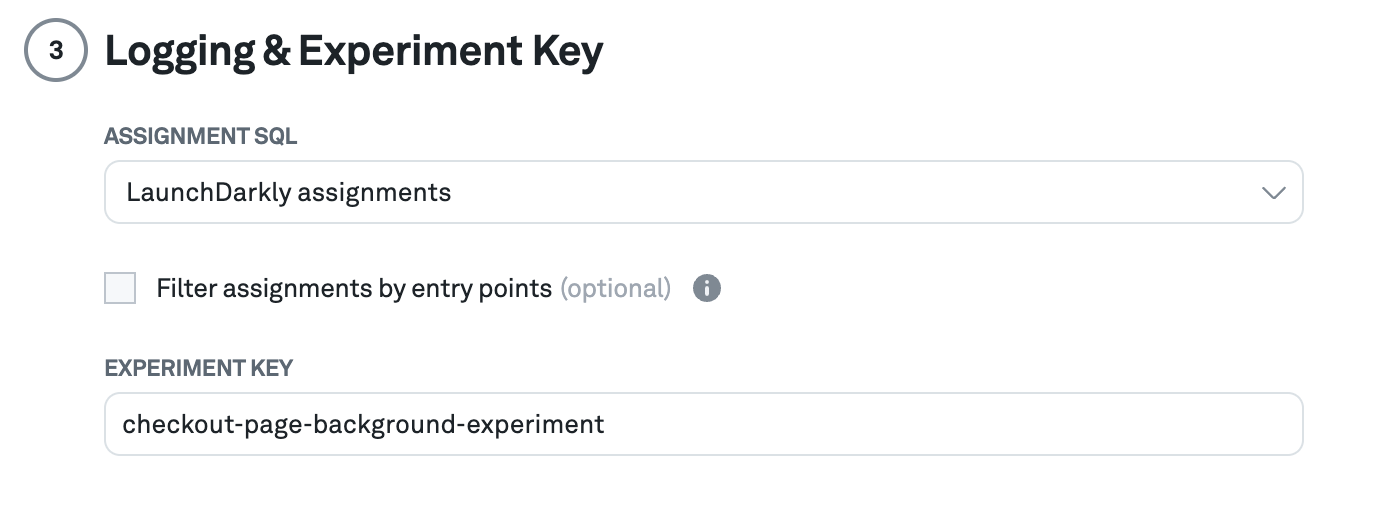 3 Logging & Experiment Key
ASSIGNMENT SQL
LaunchDarkly assignments
Filter assignments by entry points (optional)
EXPERIMENT KEY
checkout-page-background-experiment